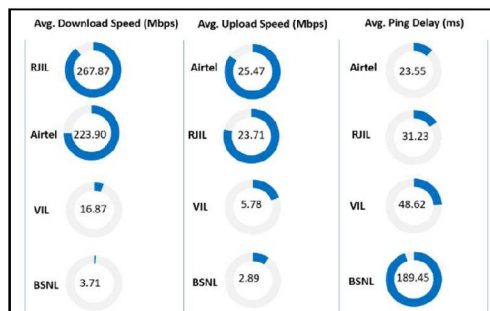 Avg. Download Speed (Mbps)
RJIL 267.87
Airtel 223.90
VIL 16.87
BSNL 3.71
Avg. Upload Speed (Mbps)
Airtel 25.47
RJIL 23.71
VIL 5.78
BSNL 2.89
Avg. Ping Delay (ms)
Airtel 23.55
RJIL 31.23
VIL 48.62
BSNL 189.45